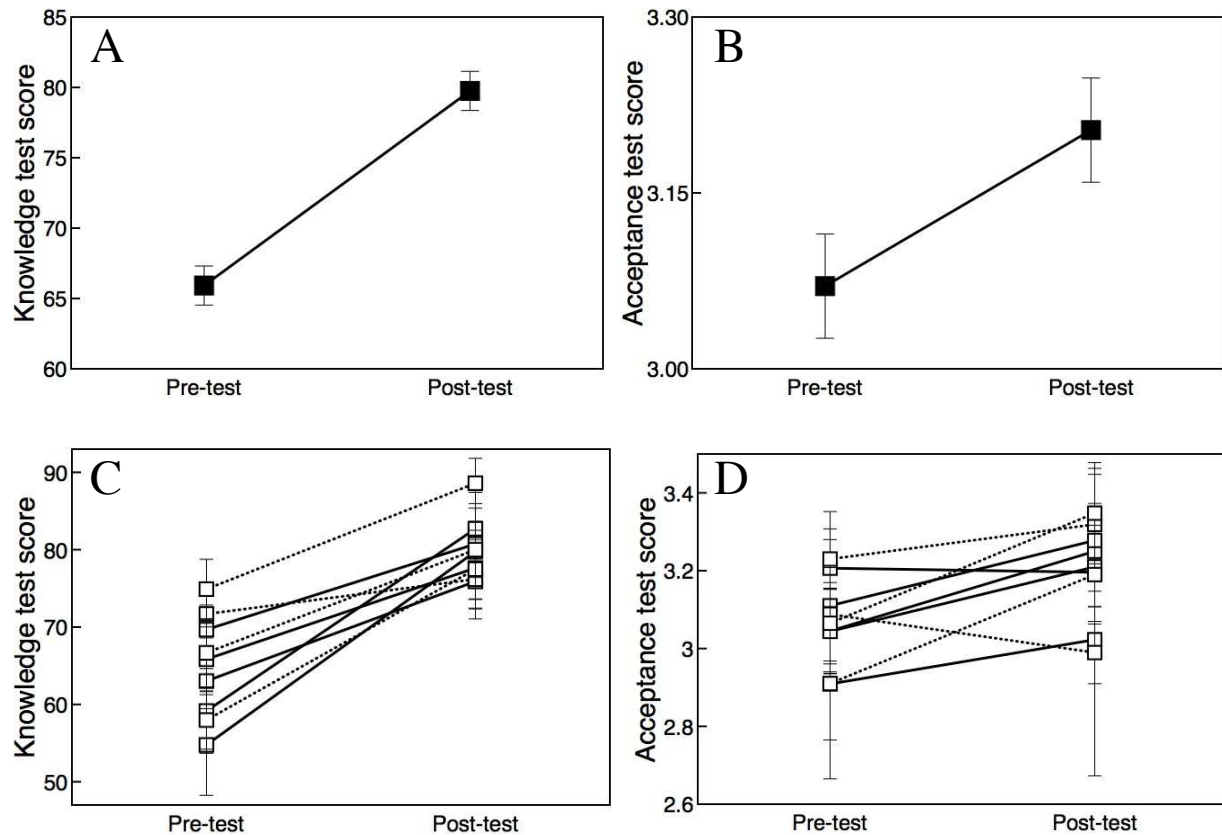 A
Knowledge test score
85
80
75
70
65
60
Pre-test
Post-test
B
Acceptance test score
3.30
3.15
3.00
Pre-test
Post-test
C
Knowledge test score
90
80
70
60
50
Pre-test
Post-test
D
Acceptance test score
3.4
3.2
3
2.8
2.6
Pre-test
Post-test